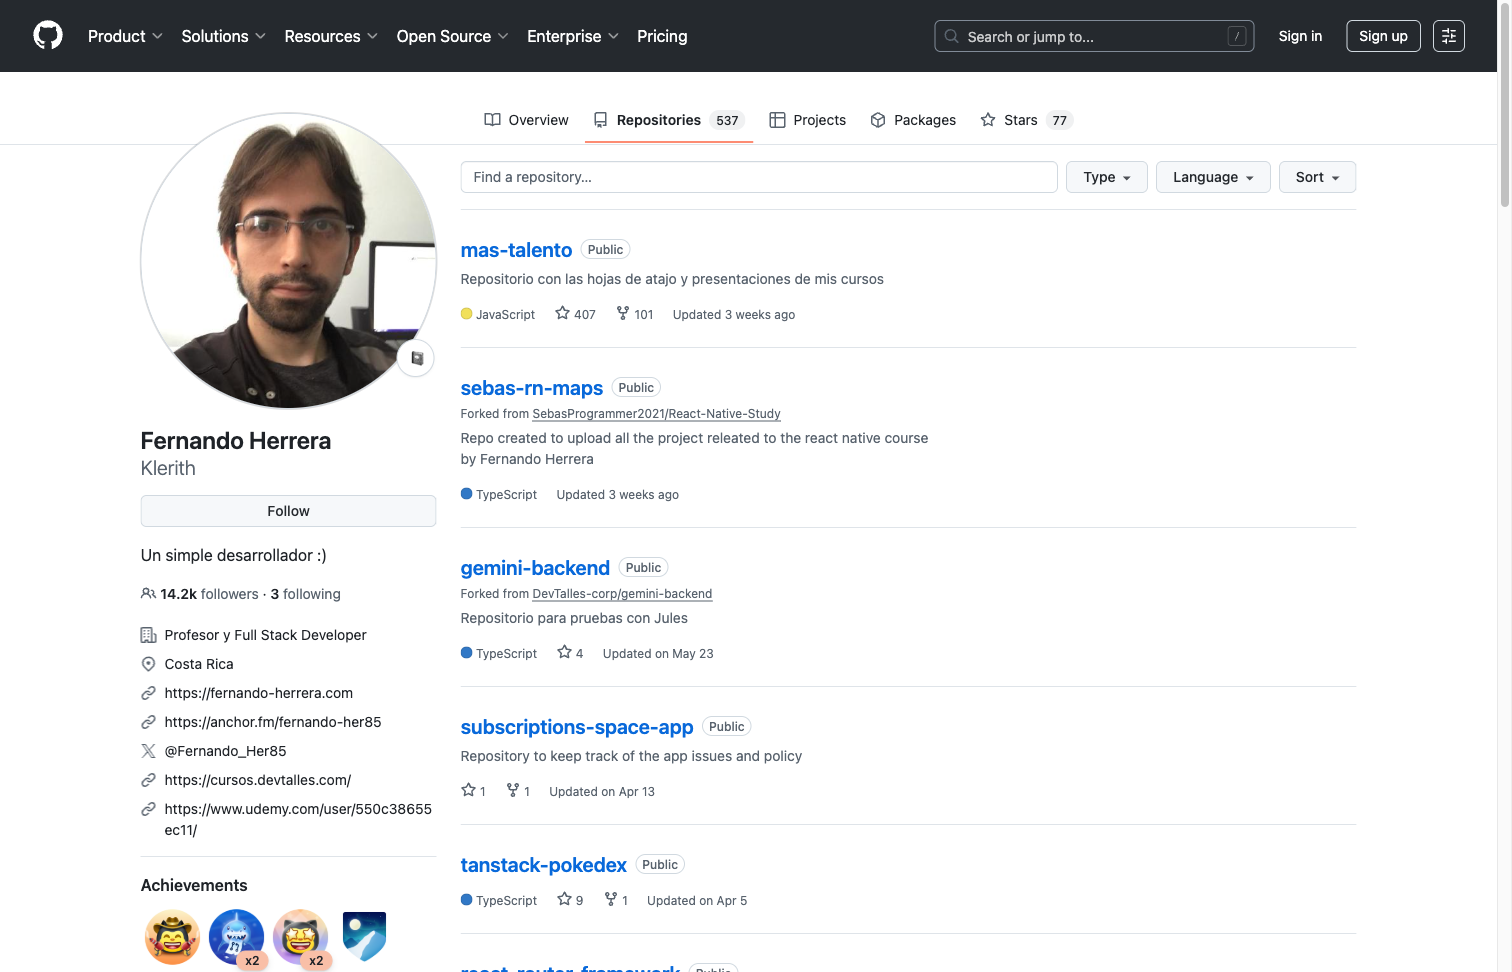 Product
Solutions
Resources
Open Source
Enterprise
Pricing
Search or jump to...
/
Sign in
Sign up
Overview
Repositories 537
Projects
Packages
Stars 77
Fernando Herrera
Klerith
Follow
Un simple desarrollador :)
14.2k followers · 3 following
Profesor y Full Stack Developer
Costa Rica
https://fernando-herrera.com
https://anchor.fm/fernando-her85
@Fernando_Her85
https://cursos.devtalles.com/
https://www.udemy.com/user/550c38655
ec11/
Achievements
x2
x2
Find a repository...
Type
Language
Sort
mas-talento Public
Repositorio con las hojas de atajo y presentaciones de mis cursos
JavaScript 407 101 Updated 3 weeks ago
sebas-rn-maps Public
Forked from SebasProgrammer2021/React-Native-Study
Repo created to upload all the project releated to the react native course
by Fernando Herrera
TypeScript Updated 3 weeks ago
gemini-backend Public
Forked from DevTalles-corp/gemini-backend
Repositorio para pruebas con Jules
TypeScript 4 Updated on May 23
subscriptions-space-app Public
Repository to keep track of the app issues and policy
1 1 Updated on Apr 13
tanstack-pokedex Public
TypeScript 9 1 Updated on Apr 5
react-router-framework Public